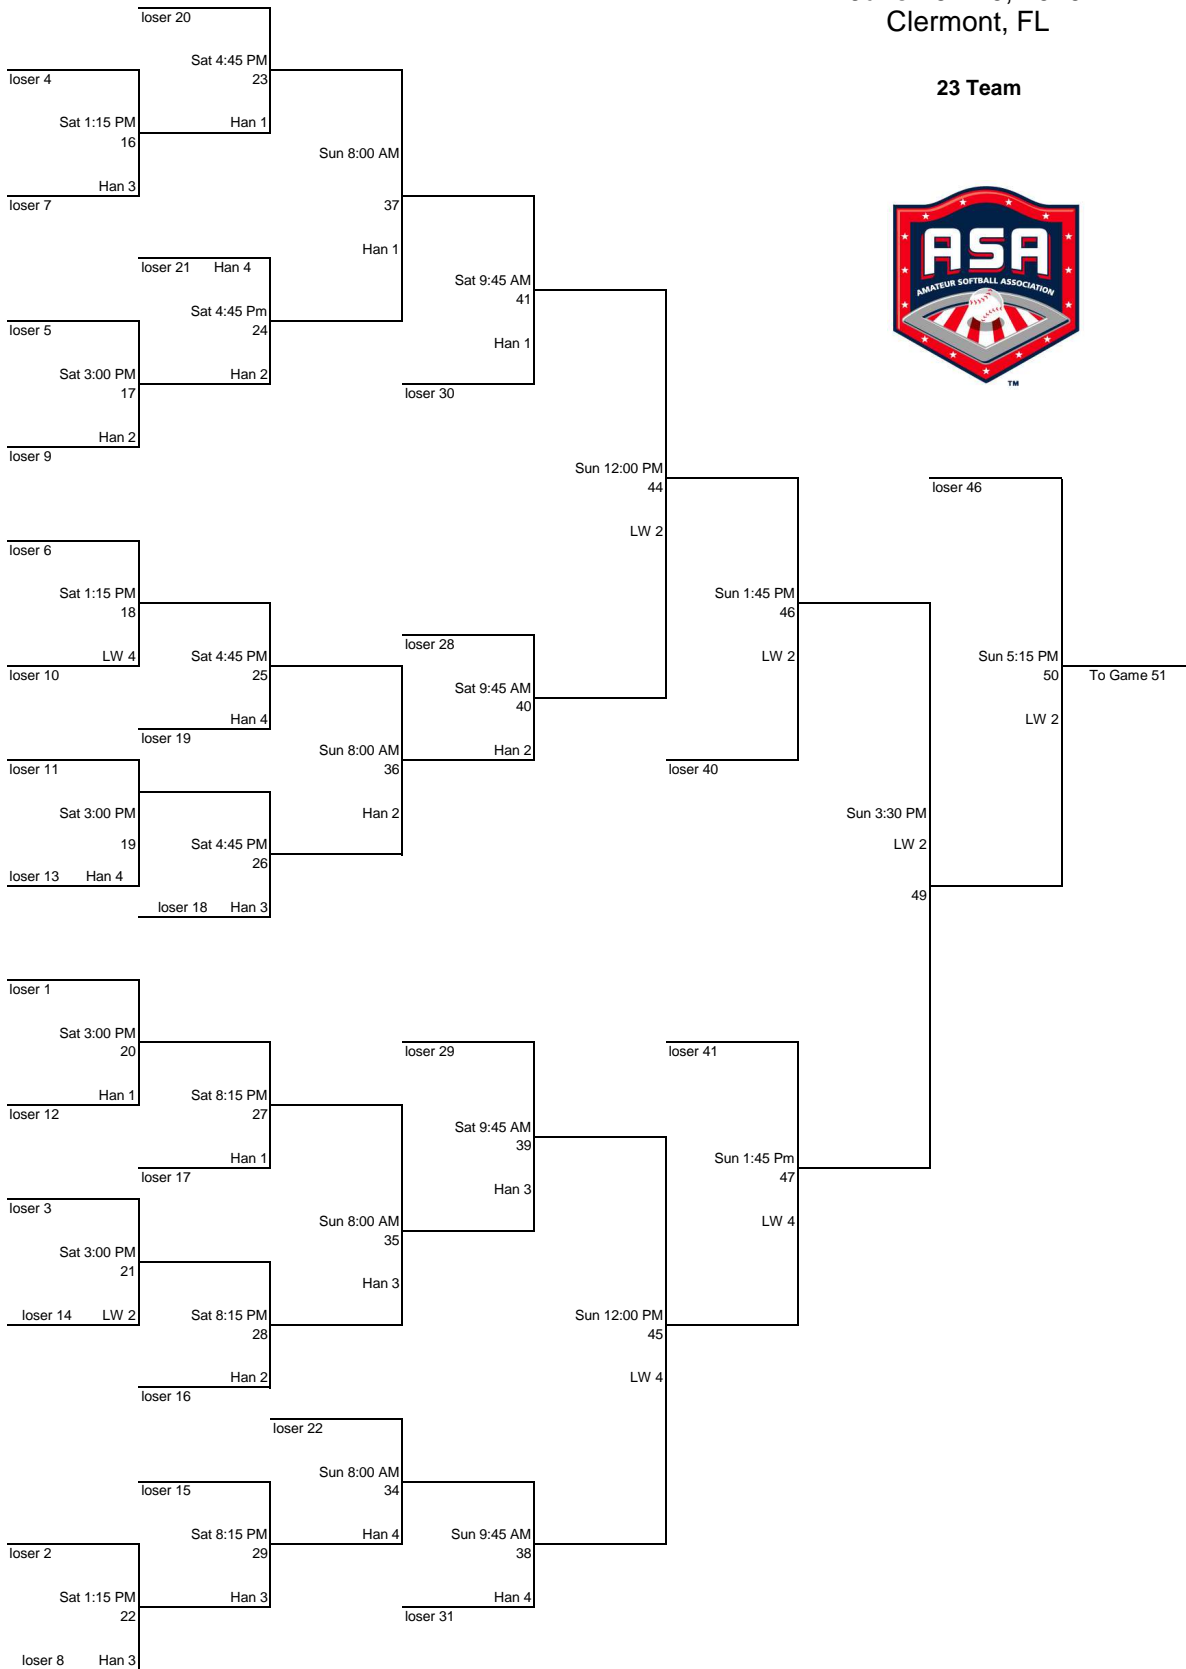 Clermont, FL
23 Team
ASA
AMATEUR SOFTBALL ASSOCIATION
TM
loser 20
Sat 4:45 PM
loser 4
23
Sat 1:15 PM
Han 1
16
Sun 8:00 AM
Han 3
loser 7
37
Han 1
loser 21 Han 4
Sat 9:45 AM
41
Sat 4:45 Pm
loser 5
24
Han 1
Sat 3:00 PM
Han 2
17
loser 30
Han 2
loser 9
Sun 12:00 PM
44
loser 46
LW 2
loser 6
Sat 1:15 PM
Sun 1:45 PM
18
46
loser 28
LW 4
Sat 4:45 PM
LW 2
Sun 5:15 PM
loser 10
25
50
To Game 51
Sat 9:45 AM
40
Han 4
LW 2
loser 19
Sun 8:00 AM
Han 2
loser 11
36
loser 40
Sat 3:00 PM
Han 2
Sun 3:30 PM
19
Sat 4:45 PM
LW 2
26
loser 13 Han 4
49
loser 18 Han 3
loser 1
Sat 3:00 PM
20
loser 29
loser 41
Han 1
Sat 8:15 PM
loser 12
27
Sat 9:45 AM
39
Han 1
Sun 1:45 Pm
loser 17
47
Han 3
loser 3
Sun 8:00 AM
LW 4
35
Sat 3:00 PM
21
Han 3
loser 14 LW 2
Sat 8:15 PM
Sun 12:00 PM
28
45
Han 2
LW 4
loser 16
loser 22
Sun 8:00 AM
loser 15
34
Sat 8:15 PM
Han 4
Sun 9:45 AM
loser 2
29
38
Sat 1:15 PM
Han 3
Han 4
22
loser 31
loser 8 Han 3